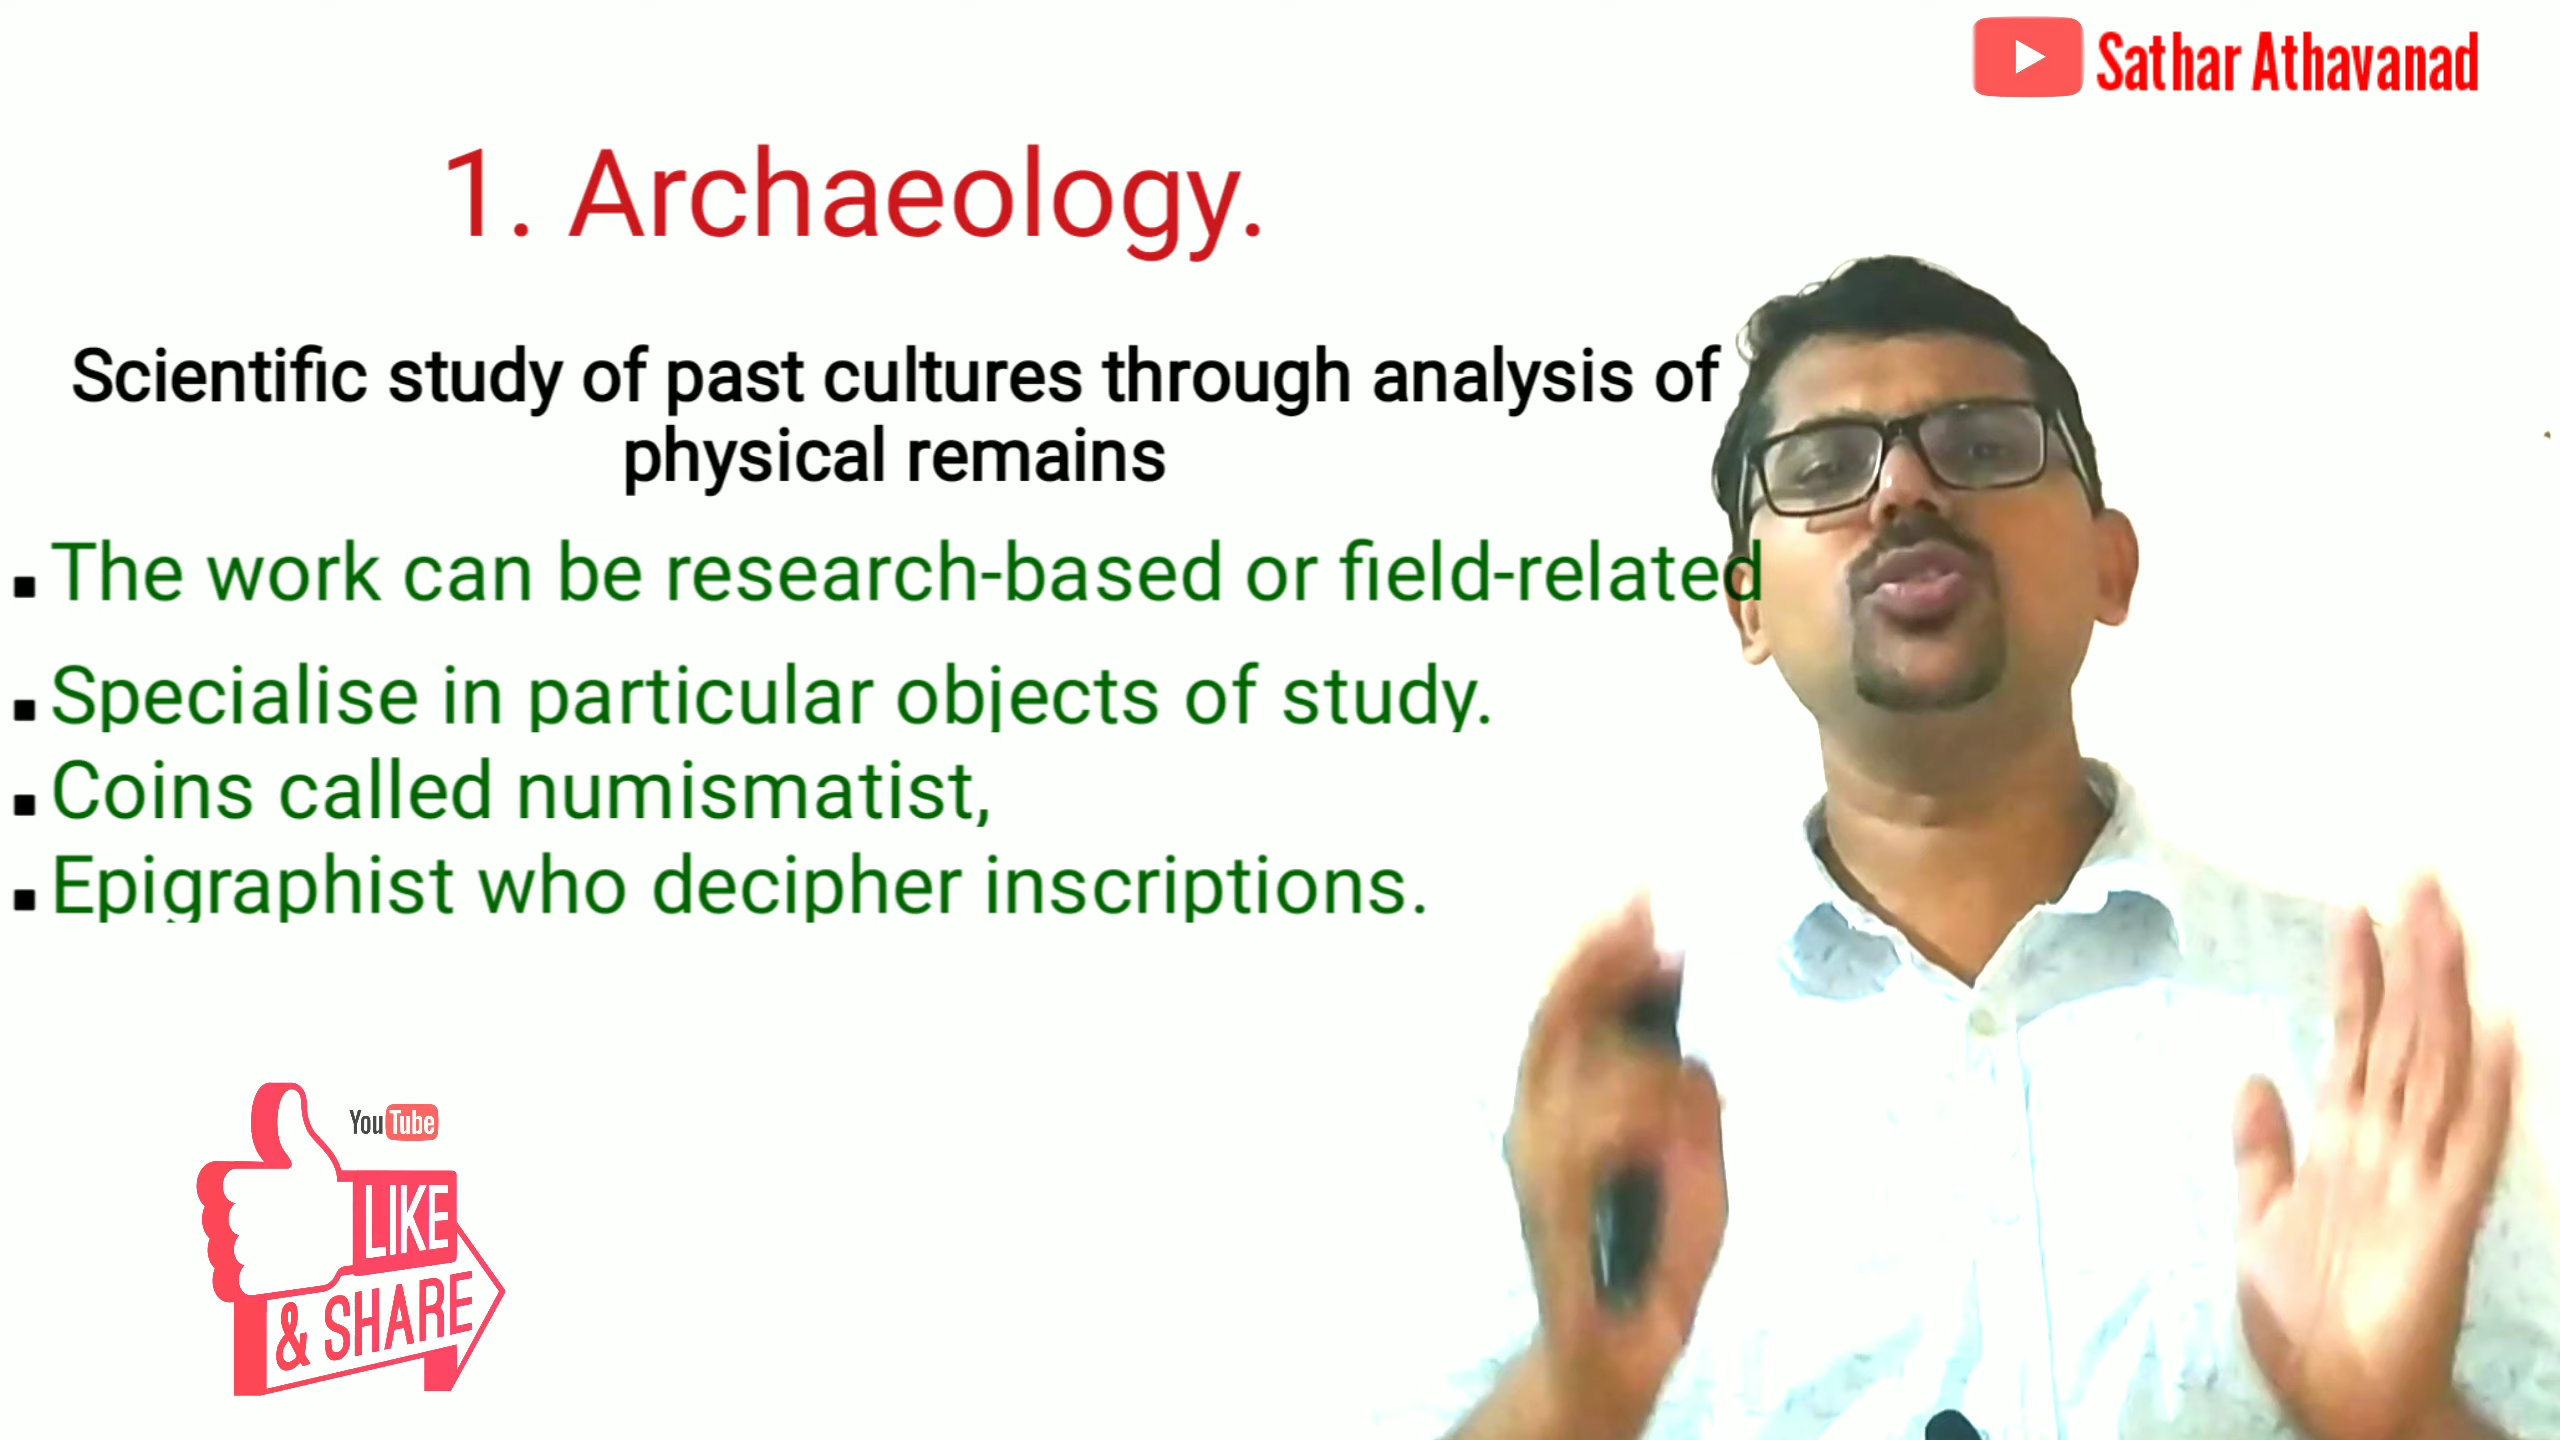 Sathar Athavanad
1. Archaeology.
Scientific study of past cultures through analysis of
physical remains
▪The work can be research-based or field-related
▪Specialise in particular objects of study.
▪Coins called numismatist,
▪Epigraphist who decipher inscriptions.
YouTube
LIKE
& SHARE